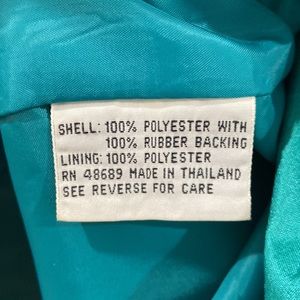 SHELL: 100% POLYESTER WITH
100% RUBBER BACKING
LINING: 100% POLYESTER
RN 48689 MADE IN THAILAND
SEE REVERSE FOR CARE